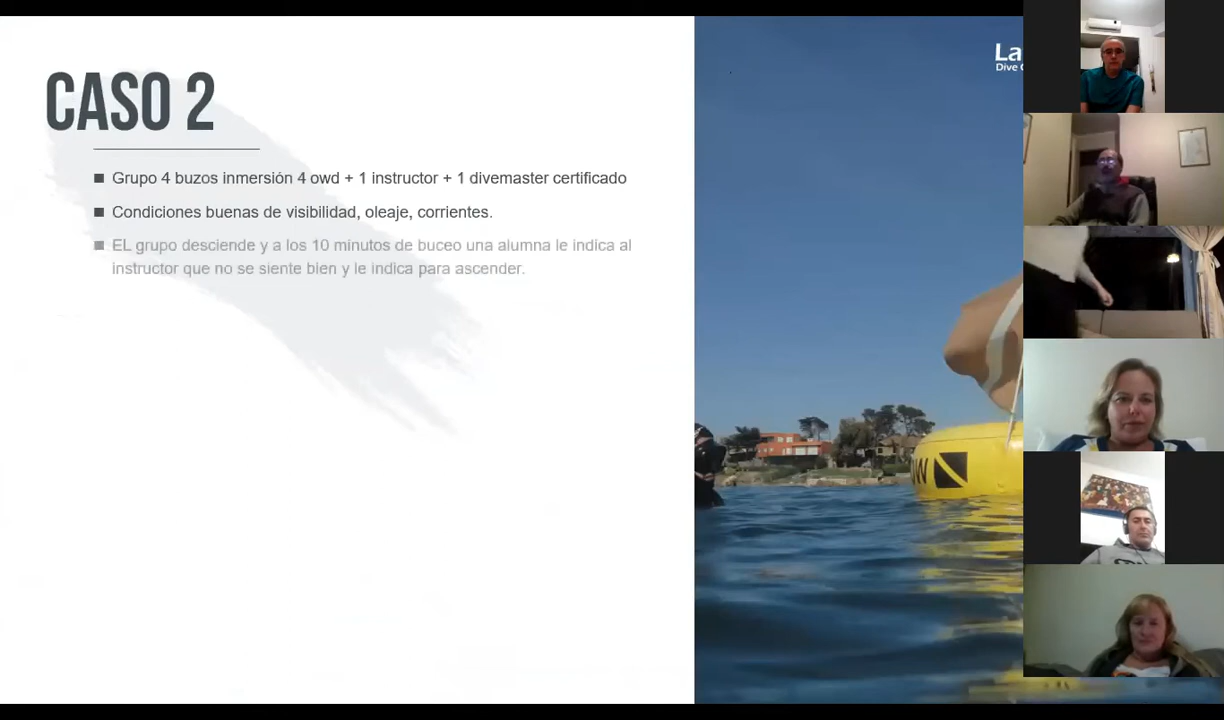 La
Dive
CASO 2
Grupo 4 buzos inmersión 4 owd + 1 instructor + 1 divemaster certificado
Condiciones buenas de visibilidad, oleaje, corrientes.
EL grupo desciende y a los 10 minutos de buceo una alumna le indica al
instructor que no se siente bien y le indica para ascender.